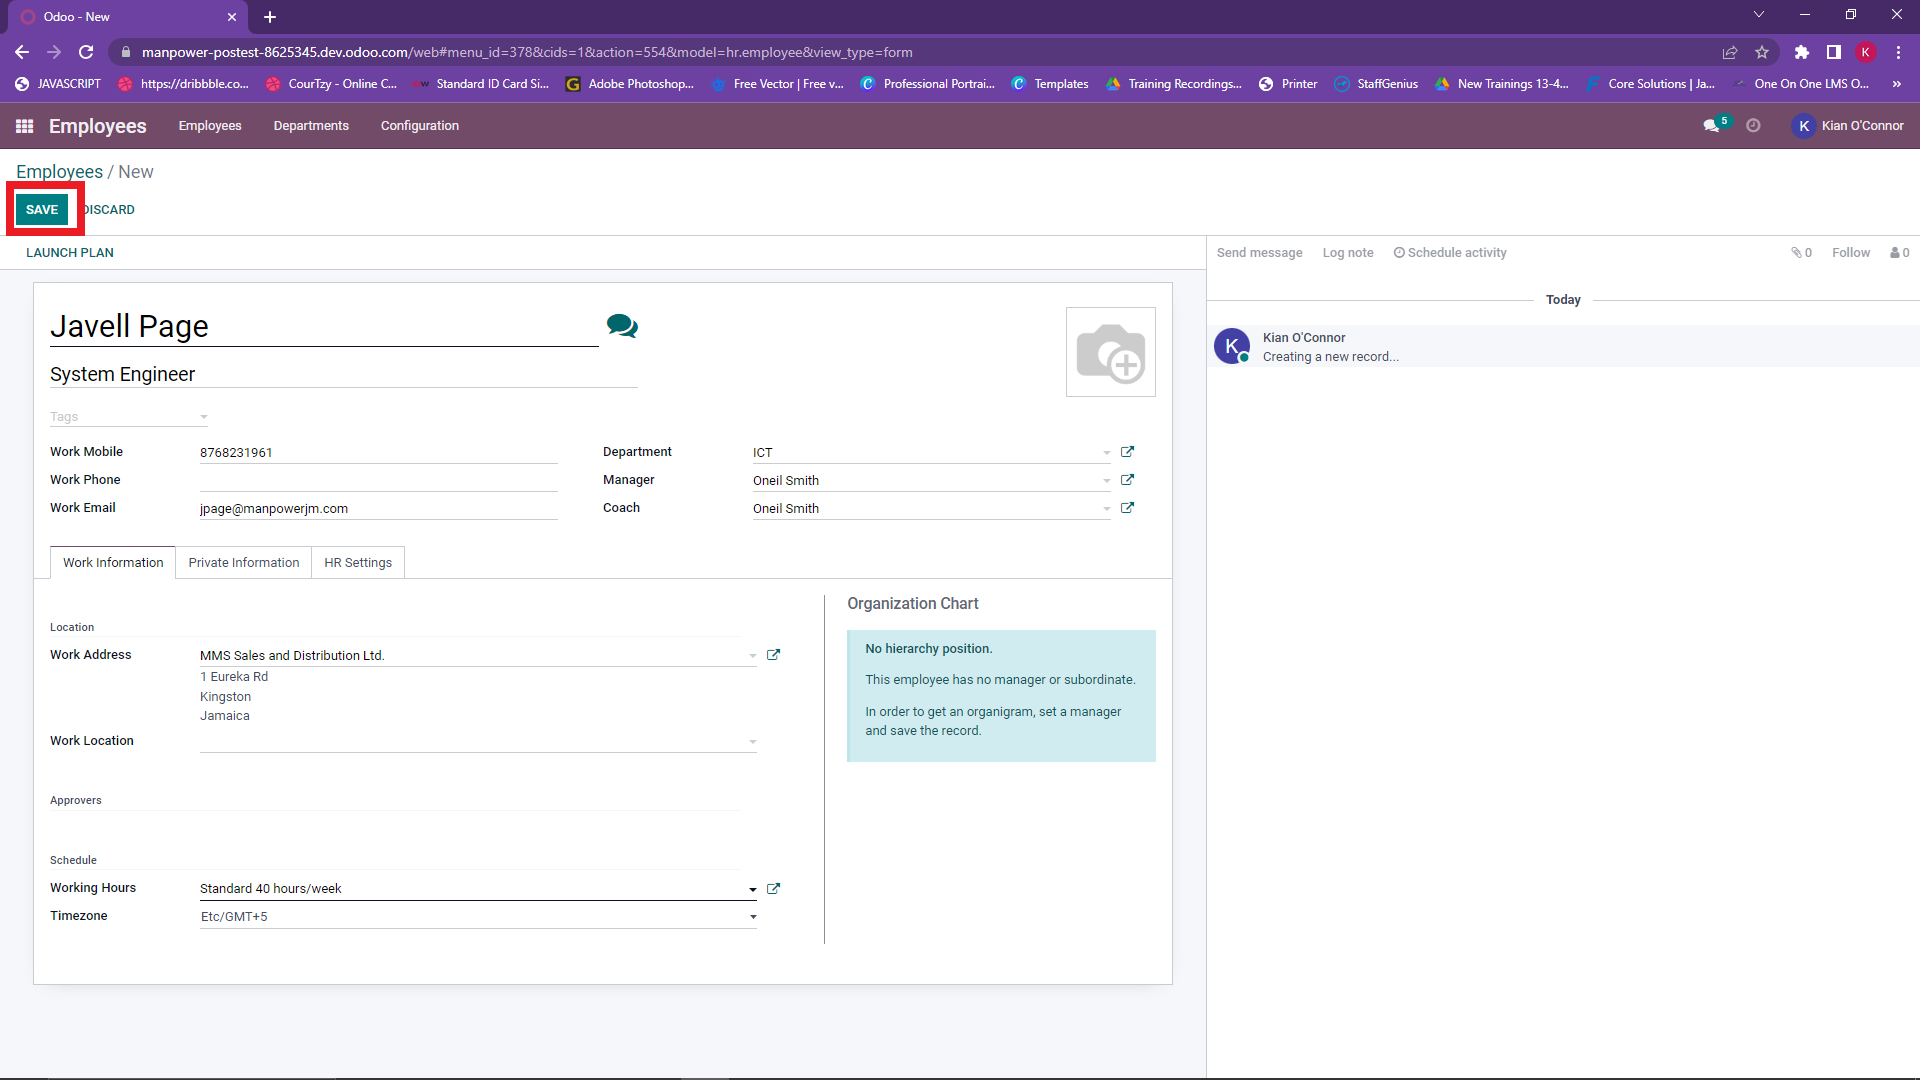 Odoo - New
manpower-postest-8625345.dev.odoo.com/web#menu_id=378&cids=1&action=554&model=hr.employee&view_type=form
K
JAVASCRIPT https://dribbble.co... CourTzy - Online C... Standard ID Card Si... Adobe Photoshop... Free Vector | Free v... Professional Portrai... Templates Training Recordings... Printer StaffGenius New Trainings 13-4... Core Solutions | Ja... One On One LMS O... »
Employees Employees Departments Configuration 5 K Kian O'Connor
Employees / New
SAVE DISCARD
LAUNCH PLAN
Send message Log note Schedule activity 0 Follow 0
Today
K Kian O'Connor
Creating a new record...
Javell Page
System Engineer
Tags
Work Mobile 8768231961
Work Phone
Work Email jpage@manpowerjm.com
Department ICT
Manager Oneil Smith
Coach Oneil Smith
Work Information Private Information HR Settings
Location
Work Address MMS Sales and Distribution Ltd.
1 Eureka Rd
Kingston
Jamaica
Work Location
Approvers
Schedule
Working Hours Standard 40 hours/week
Timezone Etc/GMT+5
Organization Chart
No hierarchy position.
This employee has no manager or subordinate.
In order to get an organigram, set a manager
and save the record.